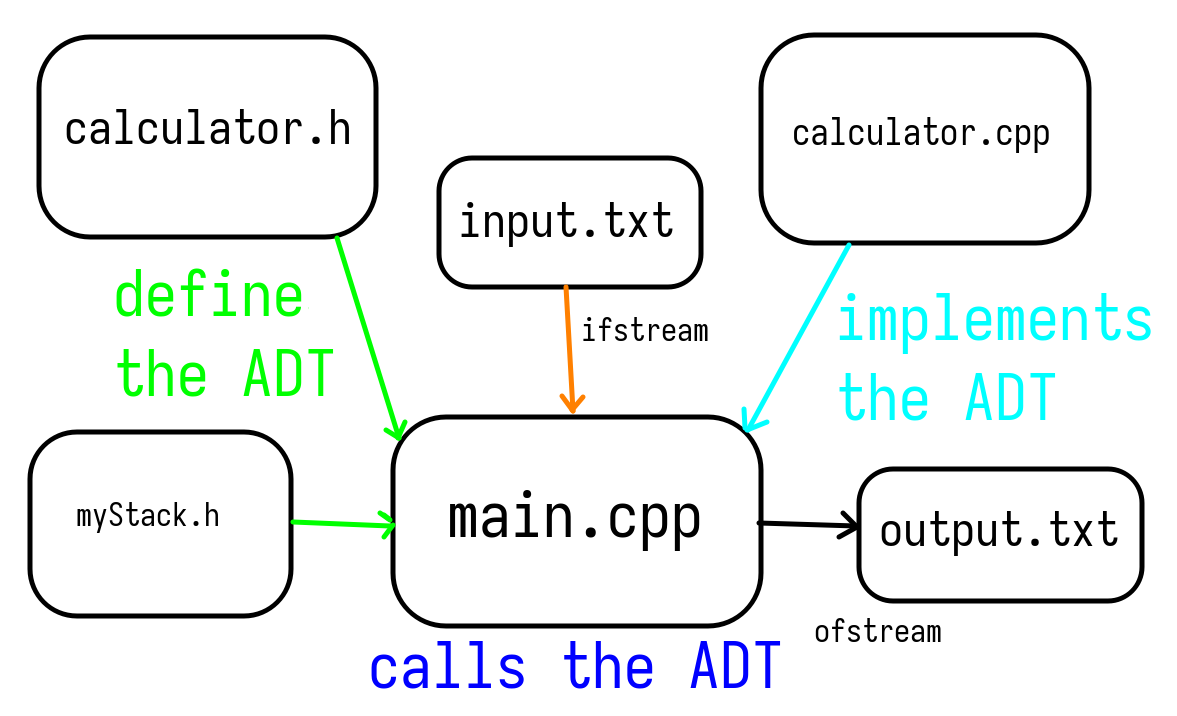 calculator.h
calculator.cpp
input.txt
define
the ADT
ifstream
implements
the ADT
myStack.h
main.cpp
output.txt
ofstream
calls the ADT